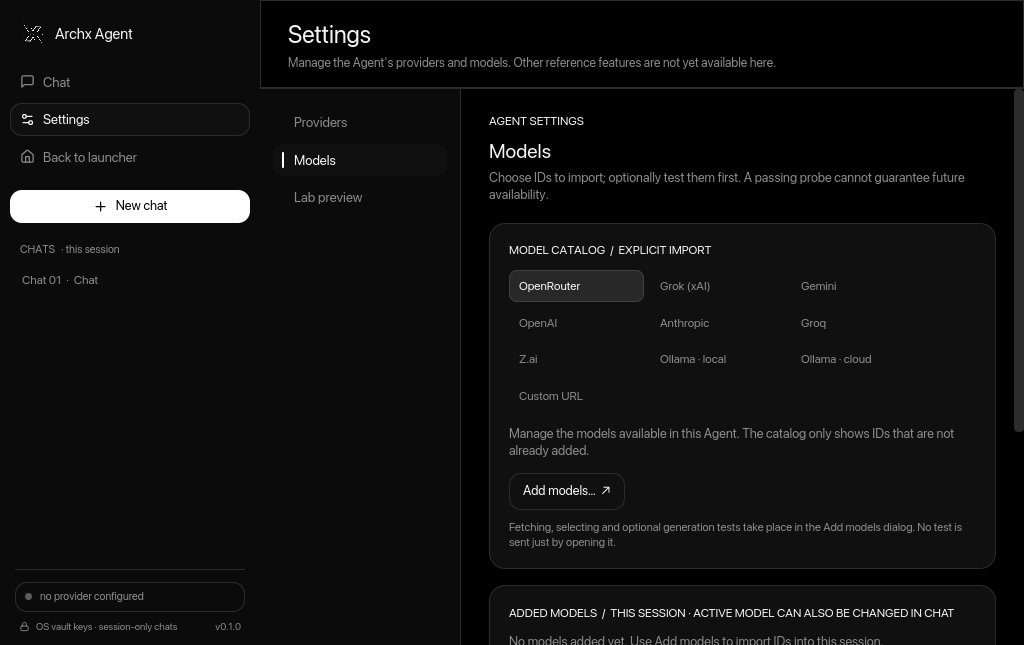 Archx Agent
Chat
Settings
Back to launcher
New chat
CHATS · this session
Chat 01 · Chat
no provider configured
OS vault keys · session-only chats
v0.1.0
Settings
Manage the Agent's providers and models. Other reference features are not yet available here.
Providers
Models
Lab preview
AGENT SETTINGS
Models
Choose IDs to import; optionally test them first. A passing probe cannot guarantee future
availability.
MODEL CATALOG / EXPLICIT IMPORT
OpenRouter
Grok (xAI)
Gemini
OpenAI
Anthropic
Groq
Z.ai
Ollama · local
Ollama · cloud
Custom URL
Manage the models available in this Agent. The catalog only shows IDs that are not
already added.
Add models… ↗
Fetching, selecting and optional generation tests take place in the Add models dialog. No test is
sent just by opening it.
ADDED MODELS / THIS SESSION · ACTIVE MODEL CAN ALSO BE CHANGED IN CHAT
No models added yet. Use Add models to import IDs into this session.